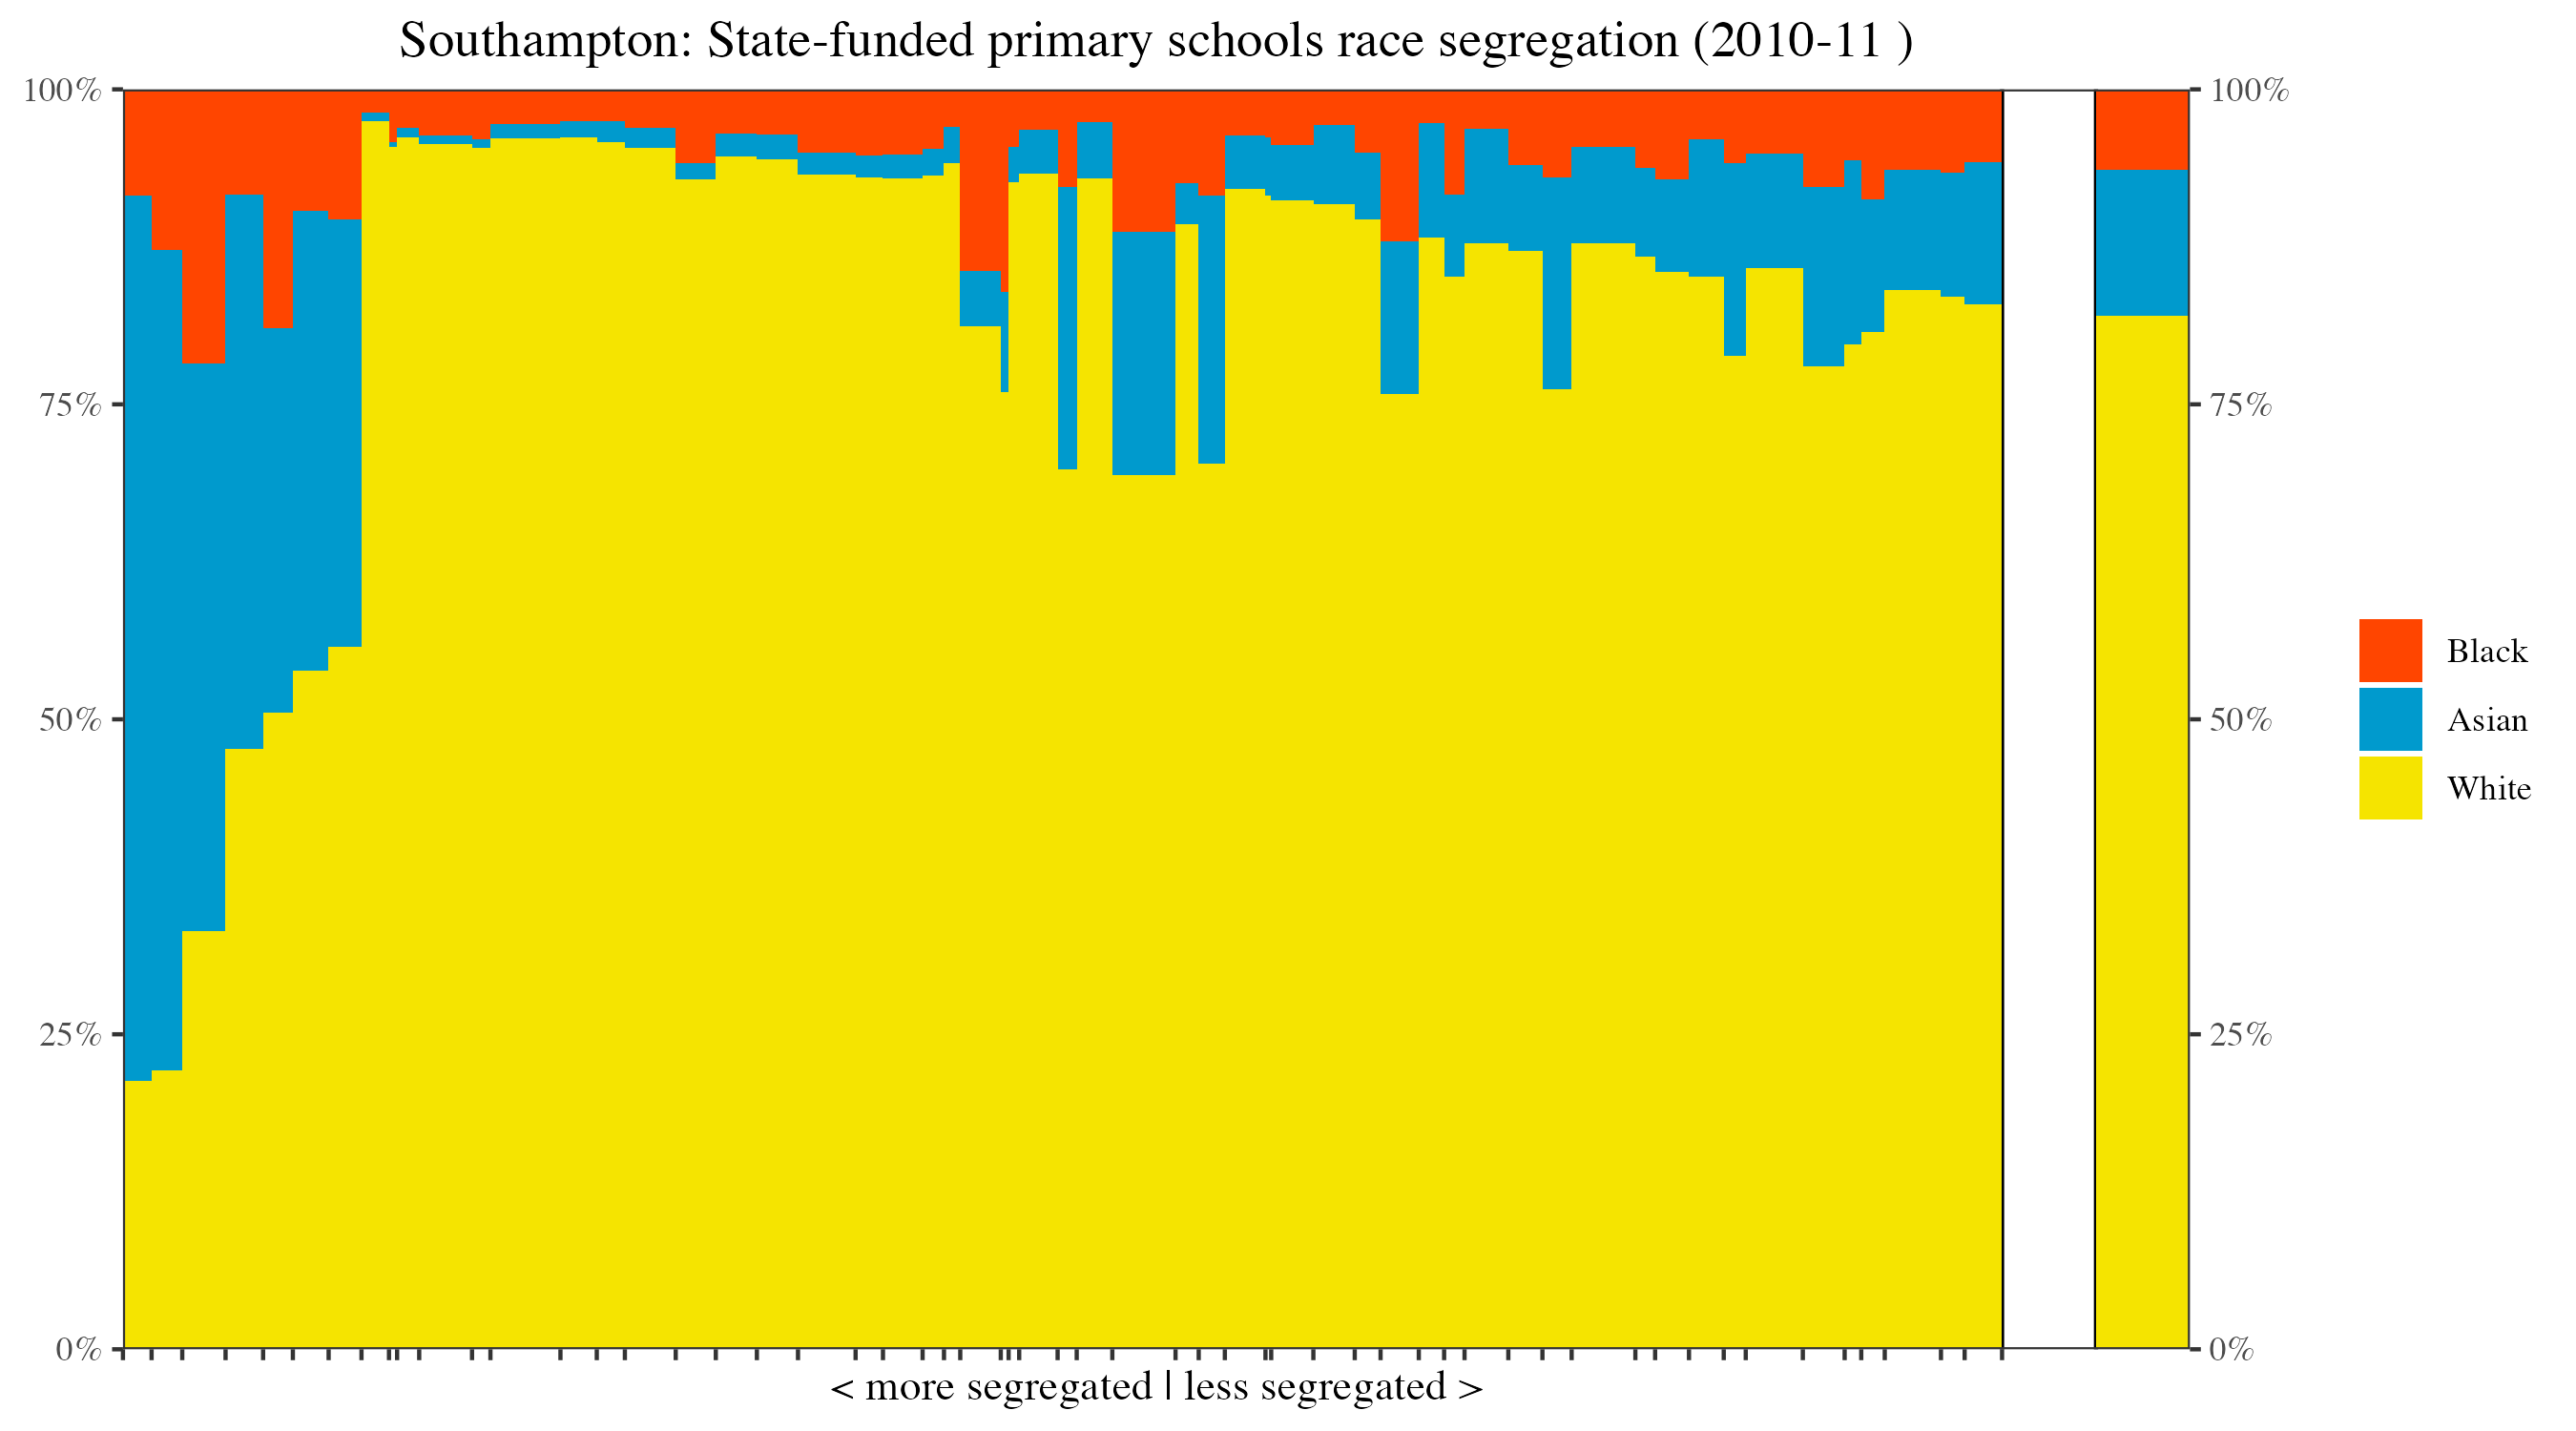 Southampton: State-funded primary schools race segregation (2010-11 )
100%
75%
50%
25%
0%
100%
75%
50%
25%
0%
Black
Asian
White
< more segregated | less segregated >